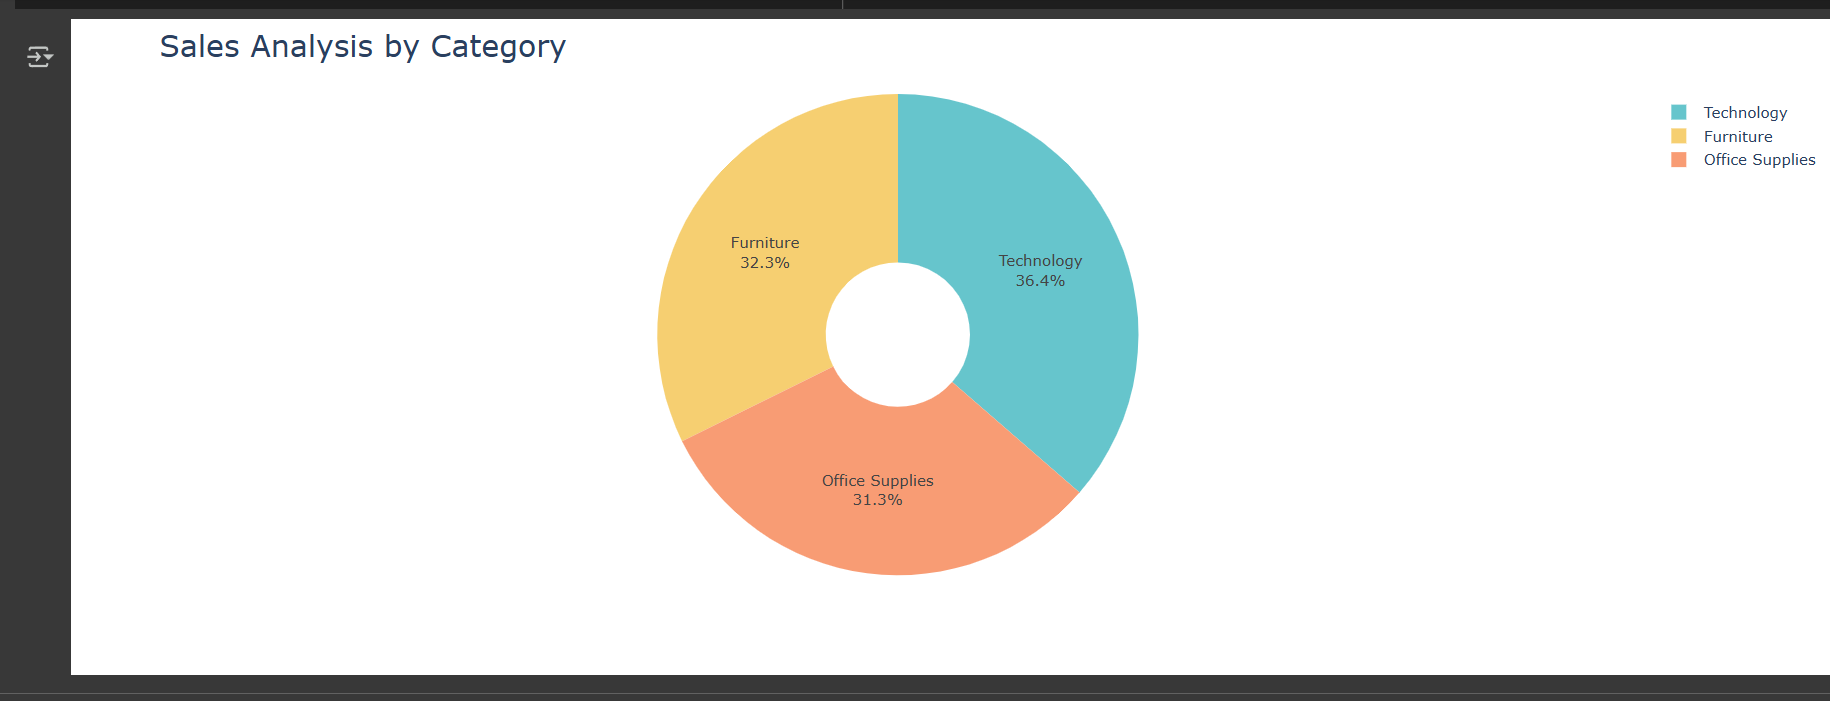 Sales Analysis by Category
Technology
Furniture
Office Supplies
Furniture
32.3%
Technology
36.4%
Office Supplies
31.3%